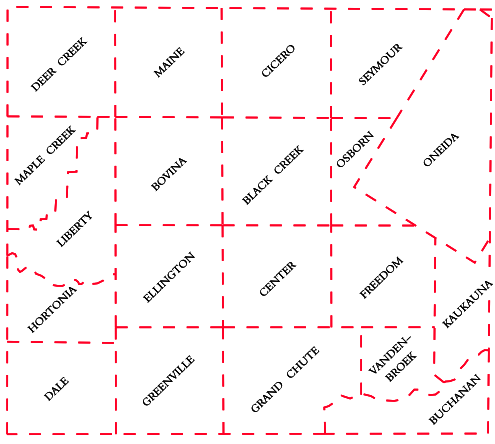 DEER CREEK
MAINE
CICERO
SEYMOUR
MAPLE CREEK
BOVINA
BLACK CREEK
OSBORN
ONEIDA
LIBERTY
HORTONIA
ELLINGTON
CENTER
FREEDOM
KAUKAUNA
DALE
GREENVILLE
GRAND CHUTE
VANDEN–
BROEK
BUCHANAN